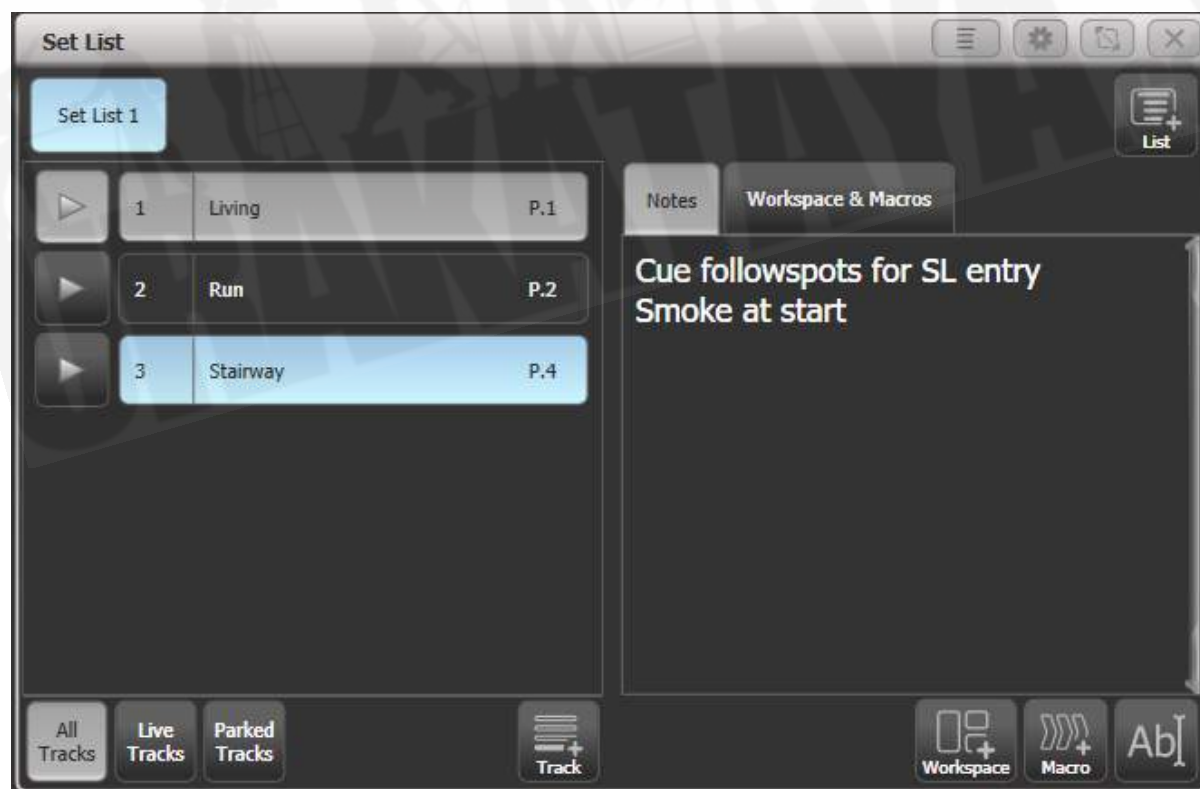 Set List
Set List 1
List
1 Living P.1
2 Run P.2
3 Stairway P.4
Notes
Workspace & Macros
Cue followspots for SL entry
Smoke at start
All
Tracks
Live
Tracks
Parked
Tracks
Track
Workspace
Macro
Ab